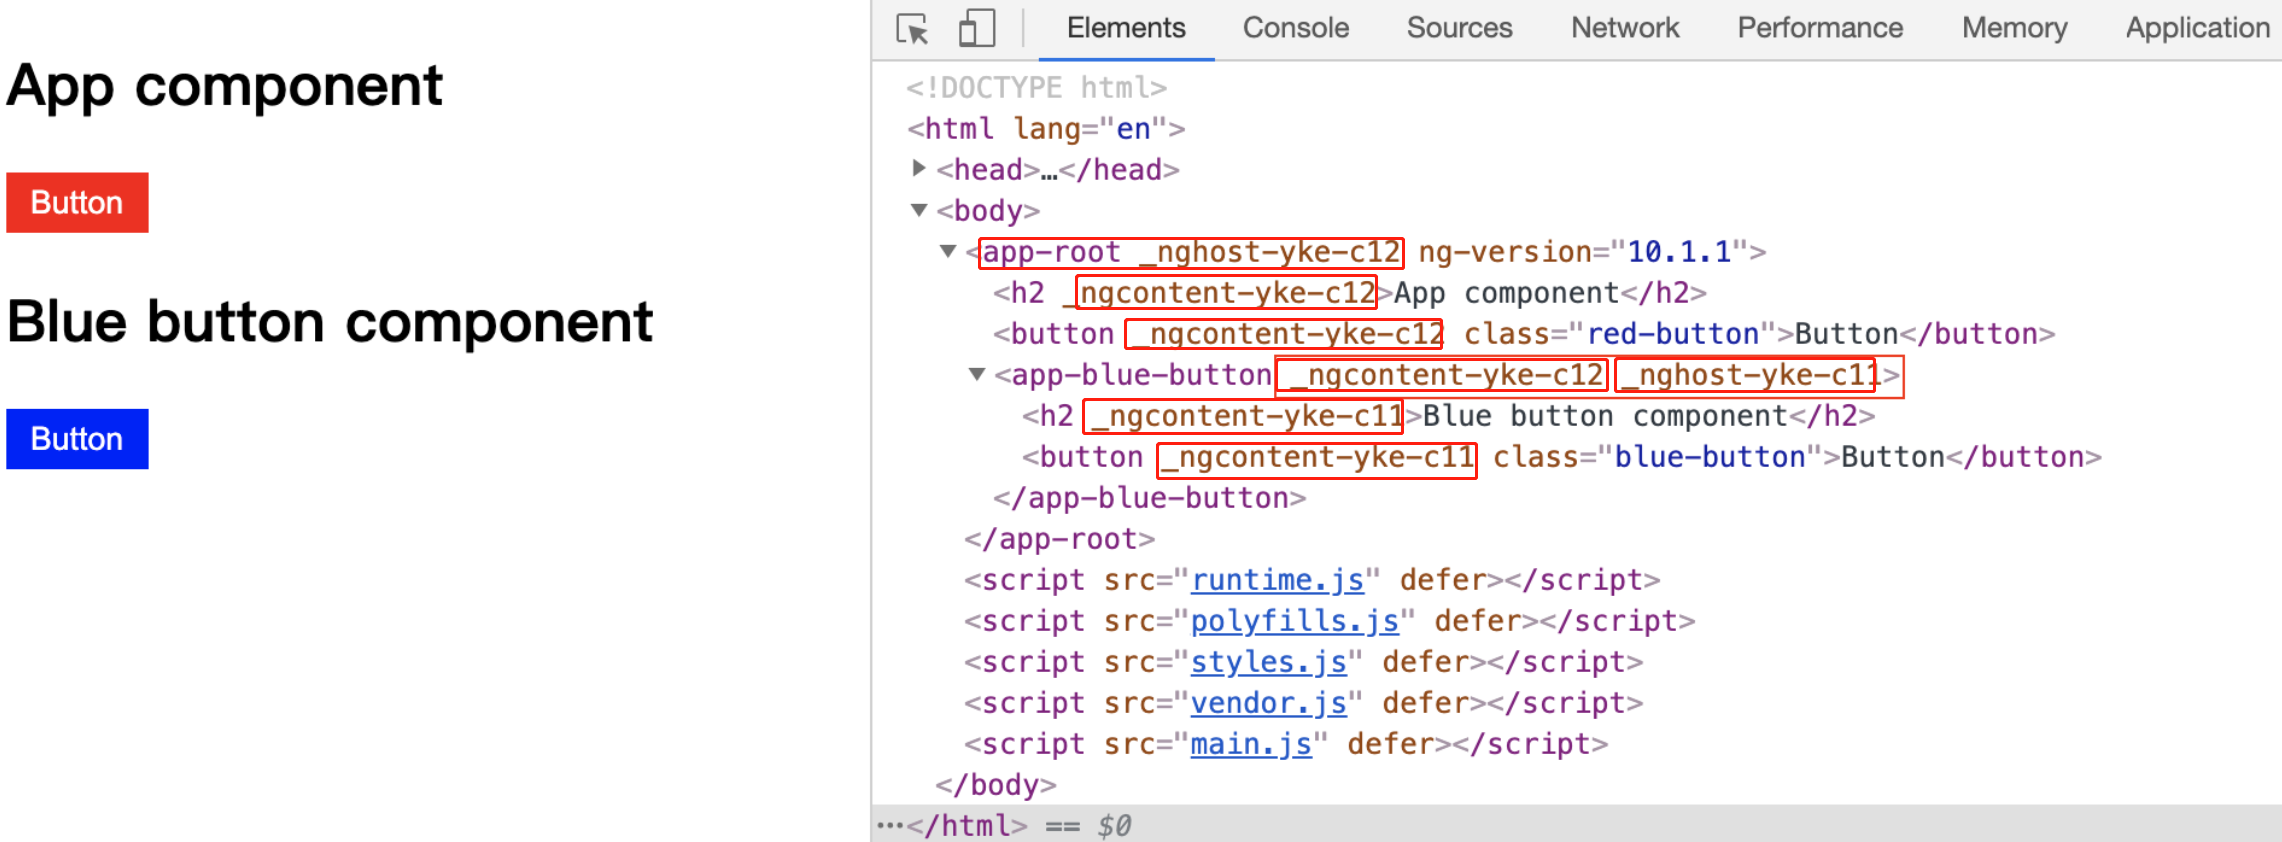 App component
Button
Blue button component
Button
Elements Console Sources Network Performance Memory Application
<!DOCTYPE html>
<html lang="en">
<head>…</head>
<body>
<app-root _nghost-yke-c12 ng-version="10.1.1">
<h2 _ngcontent-yke-c12>App component</h2>
<button _ngcontent-yke-c12 class="red-button">Button</button>
<app-blue-button _ngcontent-yke-c12 _nghost-yke-c11>
<h2 _ngcontent-yke-c11>Blue button component</h2>
<button _ngcontent-yke-c11 class="blue-button">Button</button>
</app-blue-button>
</app-root>
<script src="runtime.js" defer></script>
<script src="polyfills.js" defer></script>
<script src="styles.js" defer></script>
<script src="vendor.js" defer></script>
<script src="main.js" defer></script>
</body>
…</html> == $0